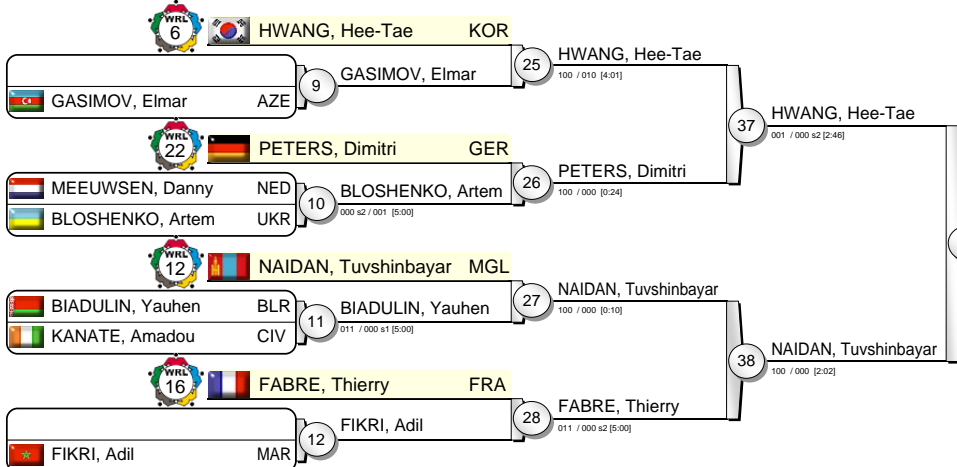 WRL 6 HWANG, Hee-Tae KOR
GASIMOV, Elmar AZE
9 GASIMOV, Elmar
25 HWANG, Hee-Tae
100 / 010 [4:01]
WRL 22 PETERS, Dimitri GER
MEEUWSEN, Danny NED
BLOSHENKO, Artem UKR
10 BLOSHENKO, Artem
000 s2 / 001 [5:00]
26 PETERS, Dimitri
100 / 000 [0:24]
37 HWANG, Hee-Tae
001 / 000 s2 [2:46]
WRL 12 NAIDAN, Tuvshinbayar MGL
BIADULIN, Yauhen BLR
KANATE, Amadou CIV
11 BIADULIN, Yauhen
011 / 000 s1 [5:00]
27 NAIDAN, Tuvshinbayar
100 / 000 [0:10]
WRL 16 FABRE, Thierry FRA
FIKRI, Adil MAR
12 FIKRI, Adil
28 FABRE, Thierry
011 / 000 s2 [5:00]
38 NAIDAN, Tuvshinbayar
100 / 000 [2:02]